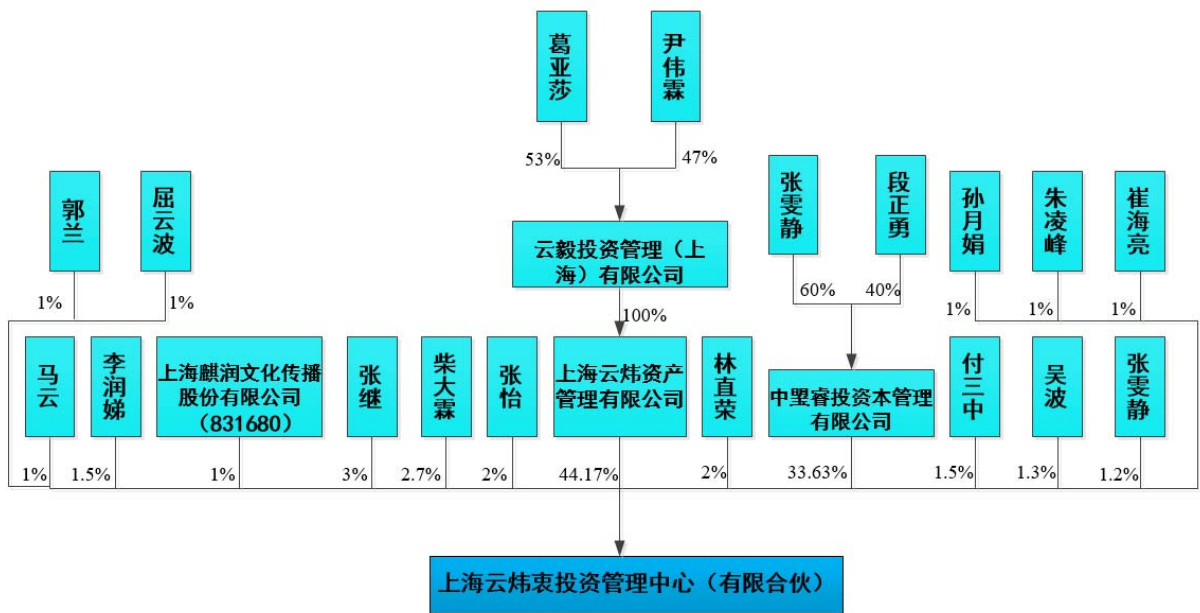 葛亚莎
尹伟霖
53%
47%
郭兰
屈云波
张雯静
段正勇
孙月娟
朱凌峰
崔海亮
云毅投资管理（上
海）有限公司
1%
1%
60%
40%
1%
1%
1%
100%
马云
李润娣
上海麒润文化传播
股份有限公司
（831680）
张继
柴大霖
张怡
上海云炜资产
管理有限公司
林直荣
中塱睿投资本管理
有限公司
付三中
吴波
张雯静
1%
1.5%
1%
3%
2.7%
2%
44.17%
2%
33.63%
1.5%
1.3%
1.2%
上海云炜衷投资管理中心（有限合伙）